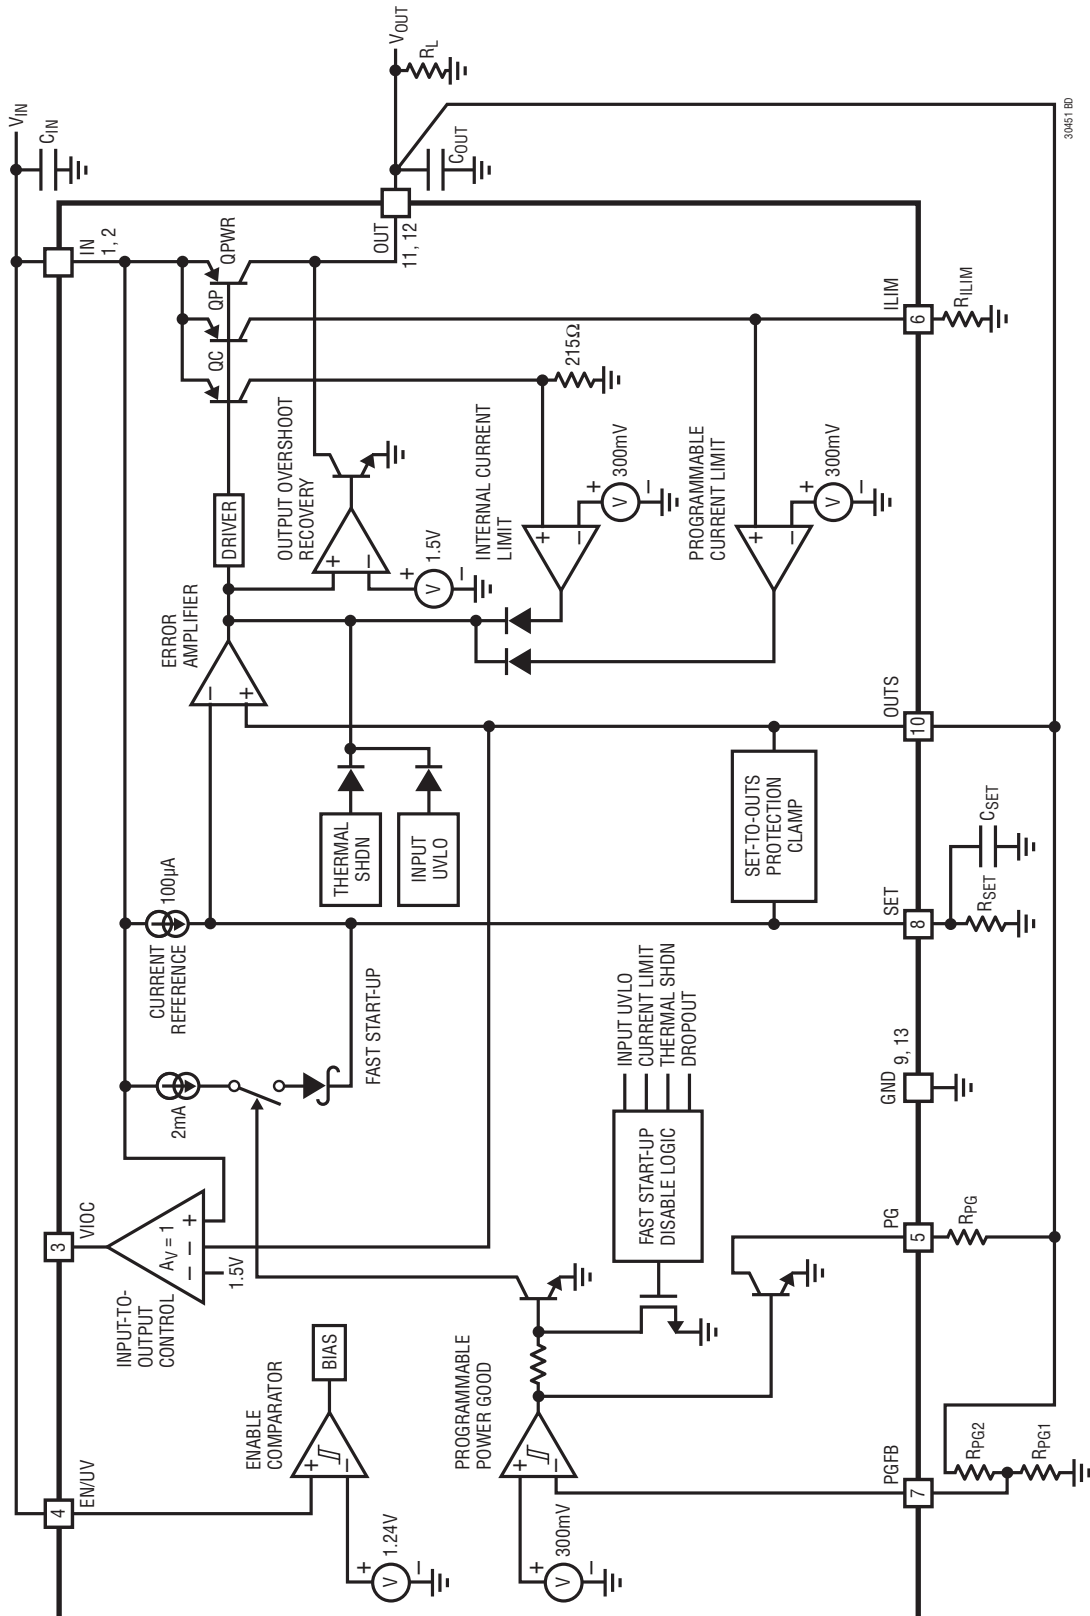 VIN
CIN
IN
1, 2
VOUT
RL
COUT
OUT
11, 12
QC
QP
QPWR
DRIVER
ERROR
AMPLIFIER
OUTPUT OVERSHOOT
RECOVERY
+
–
+
–
V
1.5V
+
–
INTERNAL CURRENT
LIMIT
215Ω
+
–
V
300mV
+
–
PROGRAMMABLE
CURRENT LIMIT
+
–
V
300mV
+
–
ILIM
6
RILIM
THERMAL
SHDN
INPUT
UVLO
OUTS
10
SET-TO-OUTS
PROTECTION
CLAMP
CURRENT
REFERENCE
100µA
2mA
FAST START-UP
SET
8
RSET
CSET
INPUT UVLO
CURRENT LIMIT
THERMAL SHDN
DROPOUT
FAST START-UP
DISABLE LOGIC
GND
9, 13
3
VIOC
INPUT-TO-
OUTPUT
CONTROL
AV = 1
– – +
1.5V
PG
5
RPG
4
EN/UV
ENABLE
COMPARATOR
BIAS
+
–
V
1.24V
+
–
PROGRAMMABLE
POWER GOOD
+
–
V
300mV
+
–
PGFB
7
RPG2
RPG1
30451 BD